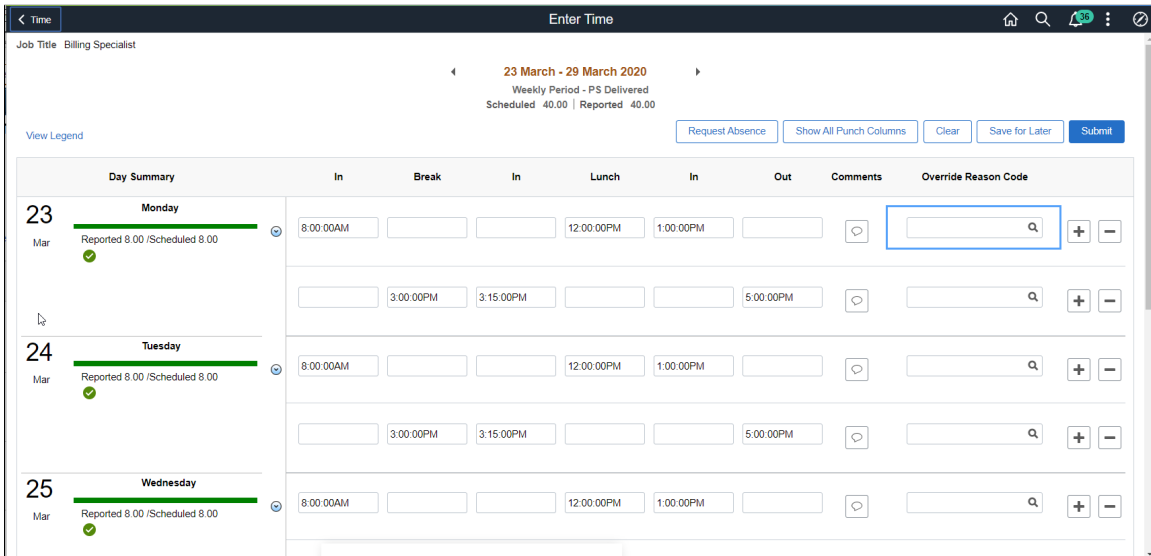 Time
Enter Time
36
Job Title Billing Specialist
23 March - 29 March 2020
Weekly Period - PS Delivered
Scheduled 40.00 | Reported 40.00
View Legend
Request Absence
Show All Punch Columns
Clear
Save for Later
Submit
Day Summary In Break In Lunch In Out Comments Override Reason Code
23 Monday
Mar Reported 8.00 /Scheduled 8.00
8:00:00AM 12:00:00PM 1:00:00PM
3:00:00PM 3:15:00PM 5:00:00PM
24 Tuesday
Mar Reported 8.00 /Scheduled 8.00
8:00:00AM 12:00:00PM 1:00:00PM
3:00:00PM 3:15:00PM 5:00:00PM
25 Wednesday
Mar Reported 8.00 /Scheduled 8.00
8:00:00AM 12:00:00PM 1:00:00PM